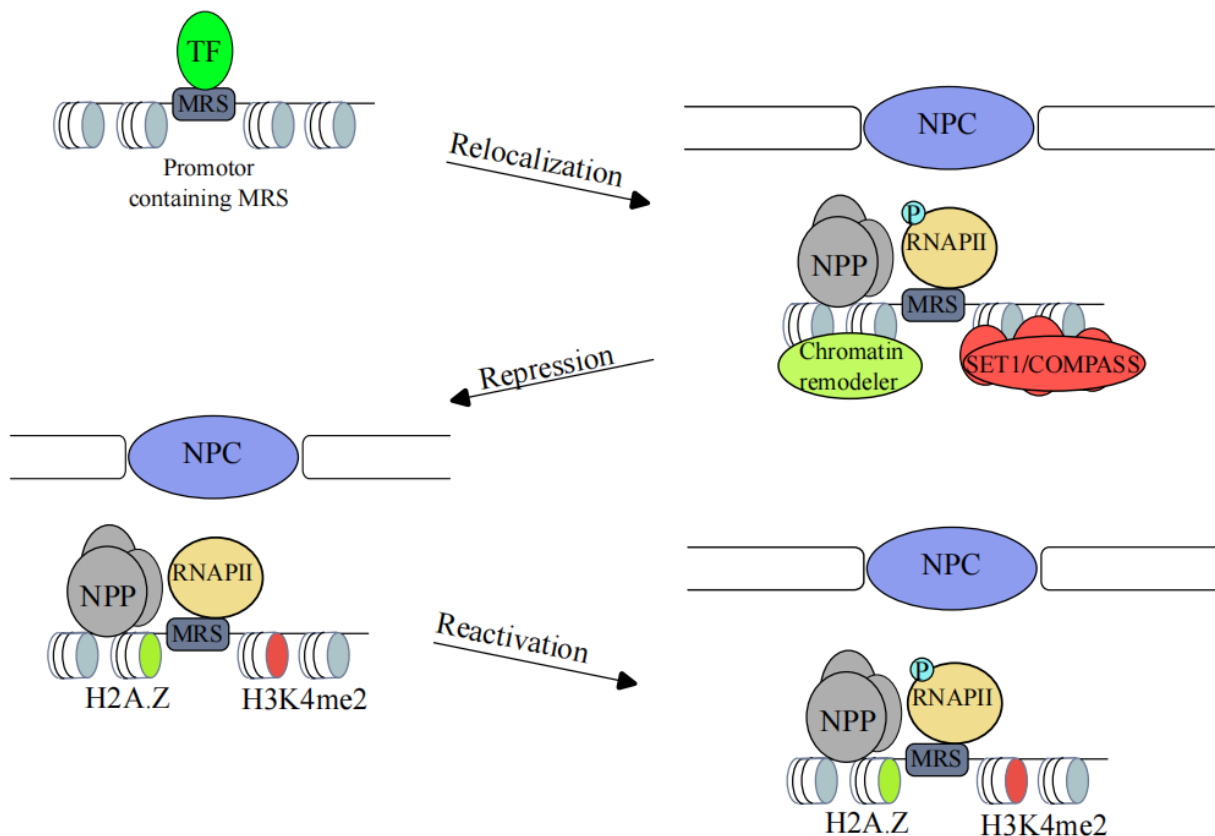 TF
MRS
Promotor
containing MRS
Relocalization
NPC
P
RNAPII
NPP
MRS
Chromatin
remodeler
SET1/COMPASS
Repression
NPC
RNAPII
NPP
MRS
H2A.Z
H3K4me2
Reactivation
NPC
P
RNAPII
NPP
MRS
H2A.Z
H3K4me2